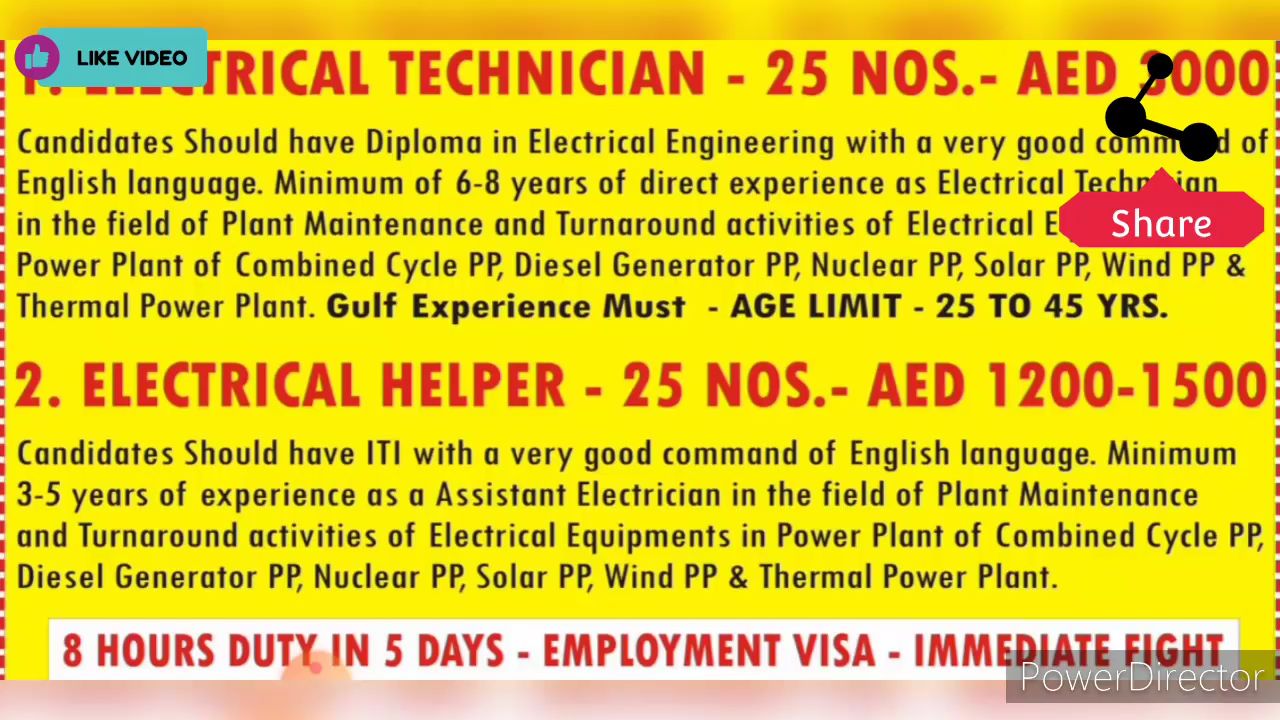 LIKE VIDEO
TRICAL TECHNICIAN - 25 NOS.- AED 3000
Candidates Should have Diploma in Electrical Engineering with a very good of
English language. Minimum of 6-8 years of direct experience as Electrical
in the field of Plant Maintenance and Turnaround activities of Electrical
Share
Power Plant of Combined Cycle PP, Diesel Generator PP, Nuclear PP, Solar PP, Wind PP &
Thermal Power Plant. Gulf Experience Must - AGE LIMIT - 25 TO 45 YRS.
2. ELECTRICAL HELPER - 25 NOS.- AED 1200-1500
Candidates Should have ITI with a very good command of English language. Minimum
3-5 years of experience as a Assistant Electrician in the field of Plant Maintenance
and Turnaround activities of Electrical Equipments in Power Plant of Combined Cycle PP,
Diesel Generator PP, Nuclear PP, Solar PP, Wind PP & Thermal Power Plant.
8 HOURS DUTY IN 5 DAYS - EMPLOYMENT VISA - IMMEDIATE FIGHT
PowerDirector